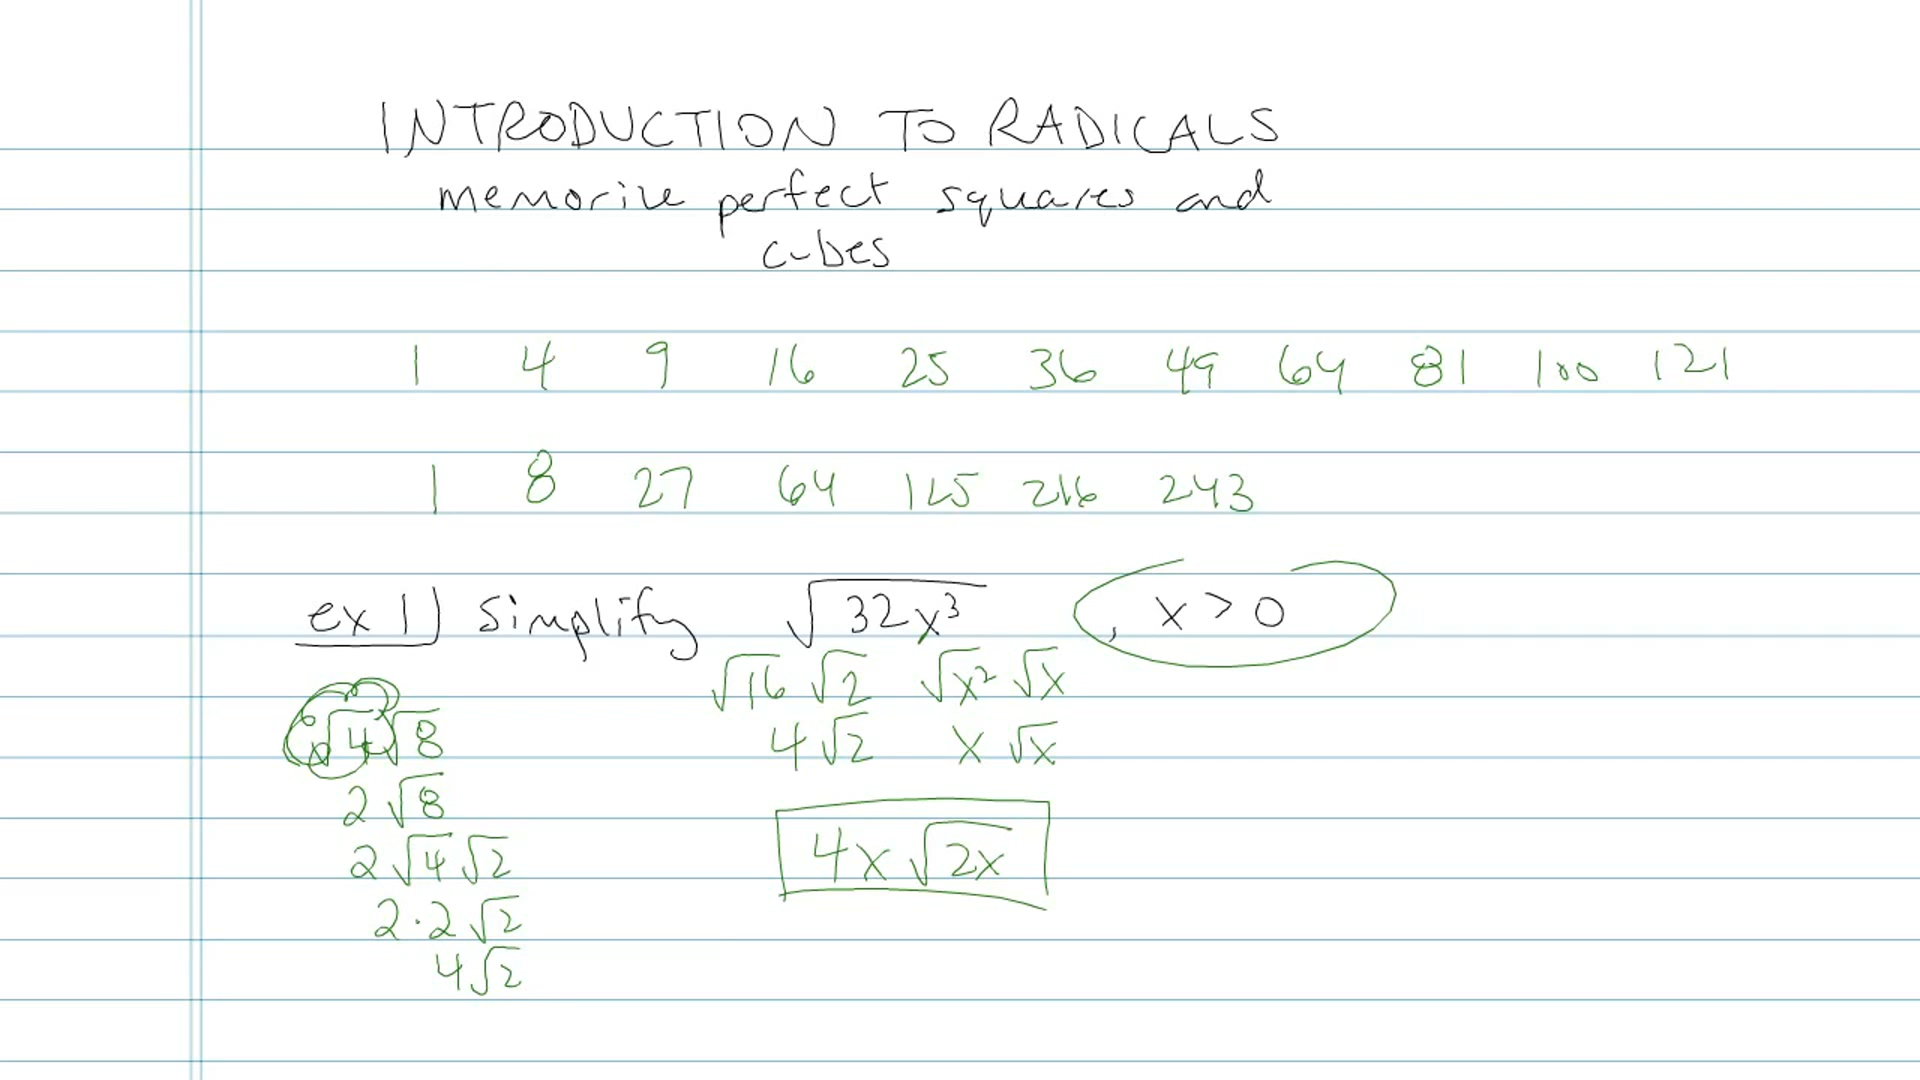 INTRODUCTION TO RADICALS
memorize perfect squares and
cubes
1 4 9 16 25 36 49 64 81 100 121
1 8 27 64 125 216 243
ex 1) simplify √32x³ , x > 0
√16 √2 √x² √x
√4 √8
4 √2 x √x
2 √8
2 √4 √2
4x √2x
2 · 2 √2
4 √2